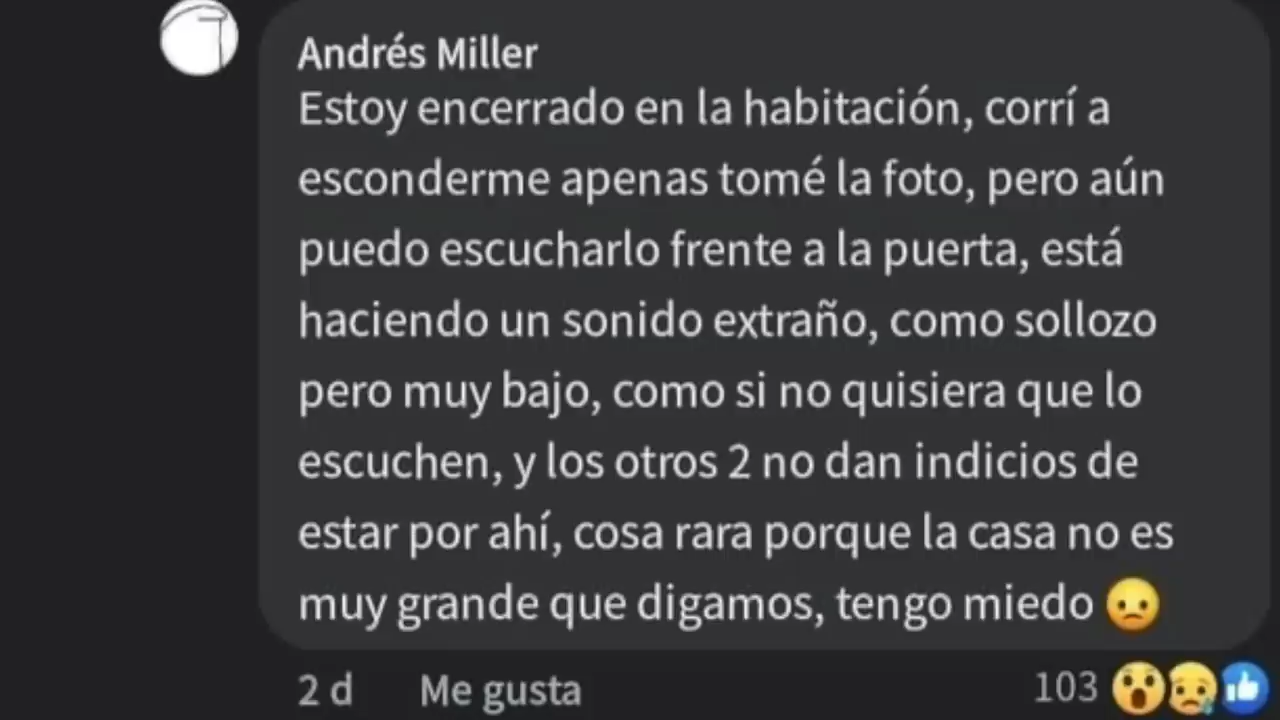 Andrés Miller
Estoy encerrado en la habitación, corrí a
esconderme apenas tomé la foto, pero aún
puedo escucharlo frente a la puerta, está
haciendo un sonido extraño, como sollozo
pero muy bajo, como si no quisiera que lo
escuchen, y los otros 2 no dan indicios de
estar por ahí, cosa rara porque la casa no es
muy grande que digamos, tengo miedo 🙁
2 d Me gusta 103